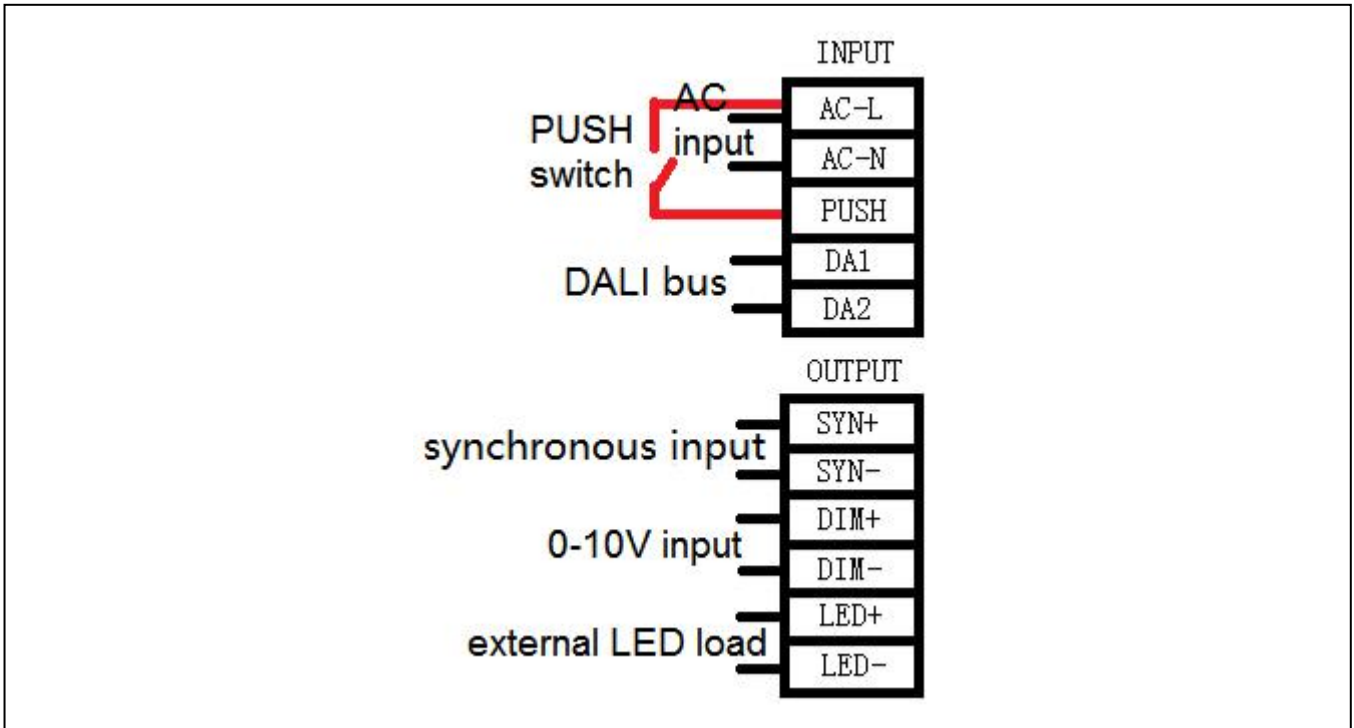 INPUT
AC
AC-L
PUSH
input
AC-N
switch
PUSH
DA1
DALI bus
DA2
OUTPUT
SYN+
synchronous input
SYN-
DIM+
0-10V input
DIM-
LED+
external LED load
LED-